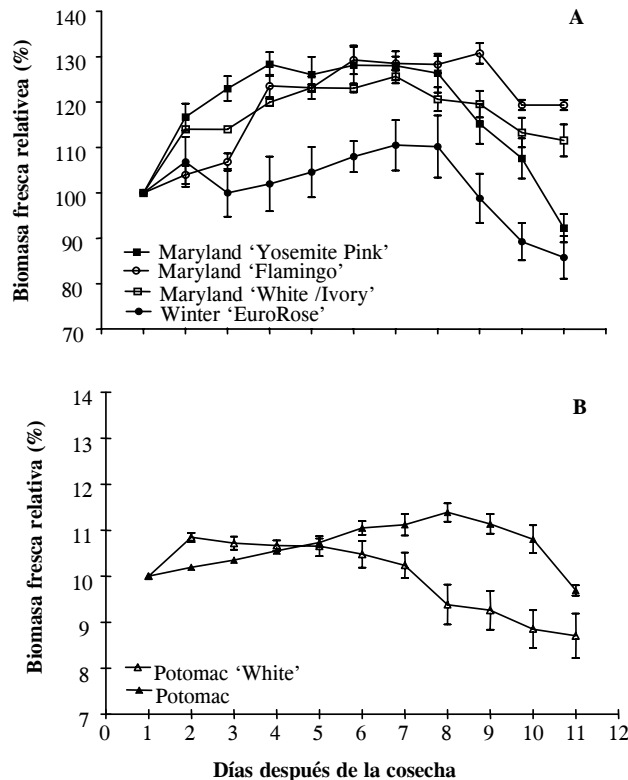 A
Biomasa fresca relativea (%)
140
130
120
110
100
90
80
70
Maryland ‘Yosemite Pink’
Maryland ‘Flamingo’
Maryland ‘White /Ivory’
Winter ‘EuroRose’
B
Biomasa fresca relativa (%)
14
13
12
11
10
9
8
7
Potomac ‘White’
Potomac
0 1 2 3 4 5 6 7 8 9 10 11 12
Días después de la cosecha